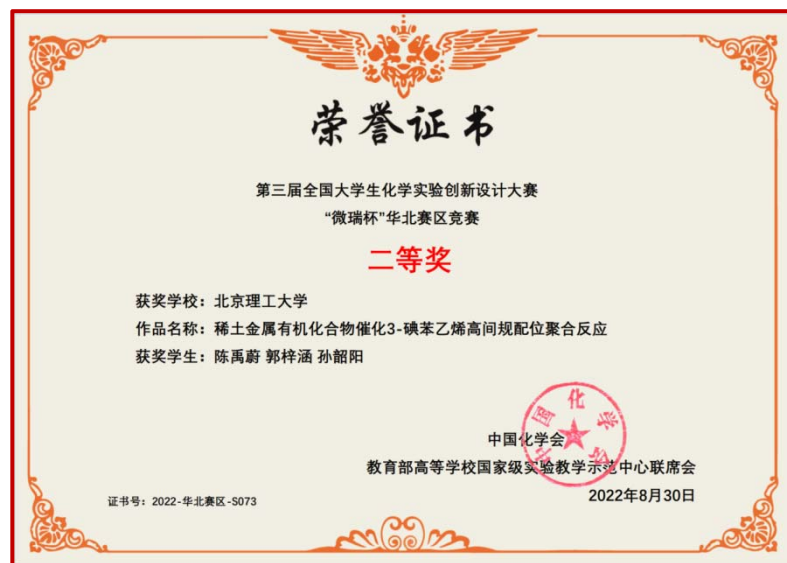 荣誉证书
第三届全国大学生化学实验创新设计大赛
“微瑞杯”华北赛区竞赛
二等奖
获奖学校：北京理工大学
作品名称：稀土金属有机化合物催化3-碘苯乙烯高间规配位聚合反应
获奖学生：陈禹蔚 郭梓涵 孙韶阳
中国化学会
中国化学会
教育部高等学校国家级实验教学示范中心联席会
证书号：2022-华北赛区-S073
2022年8月30日